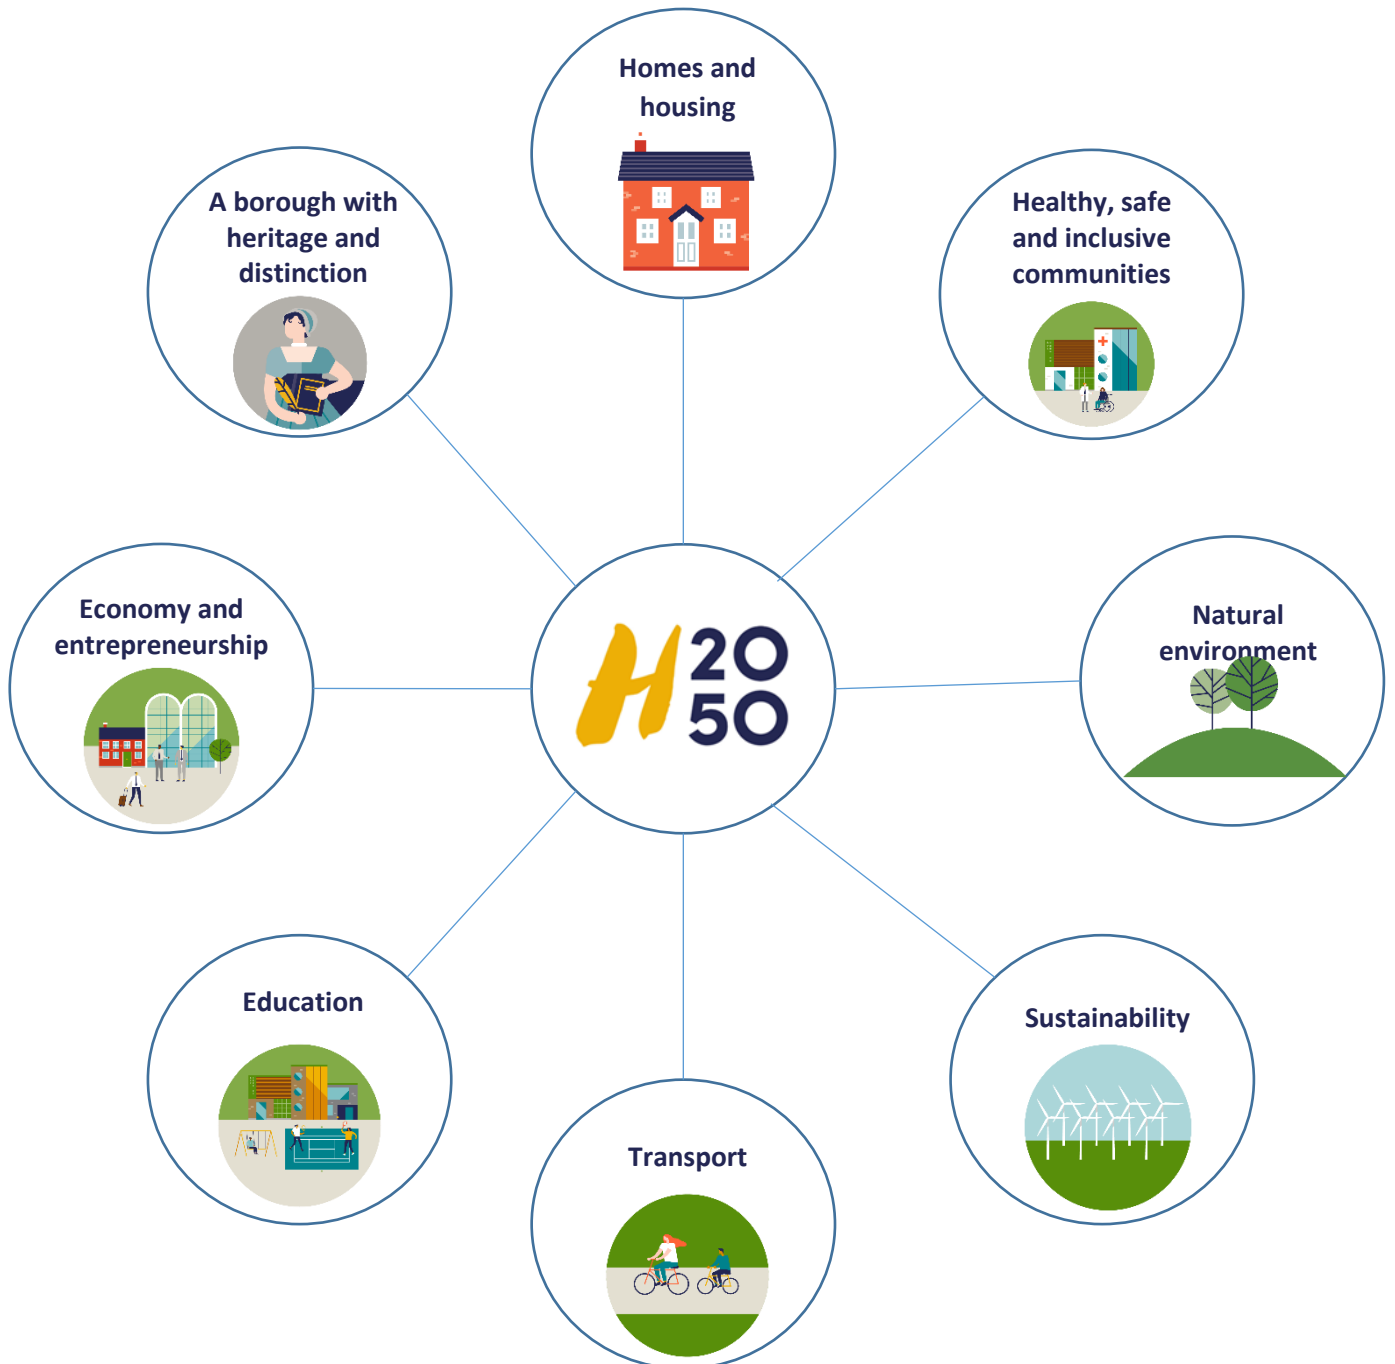 Homes and
housing
A borough with
heritage and
distinction
Healthy, safe
and inclusive
communities
Economy and
entrepreneurship
H 20
50
Natural
environment
Education
Sustainability
Transport